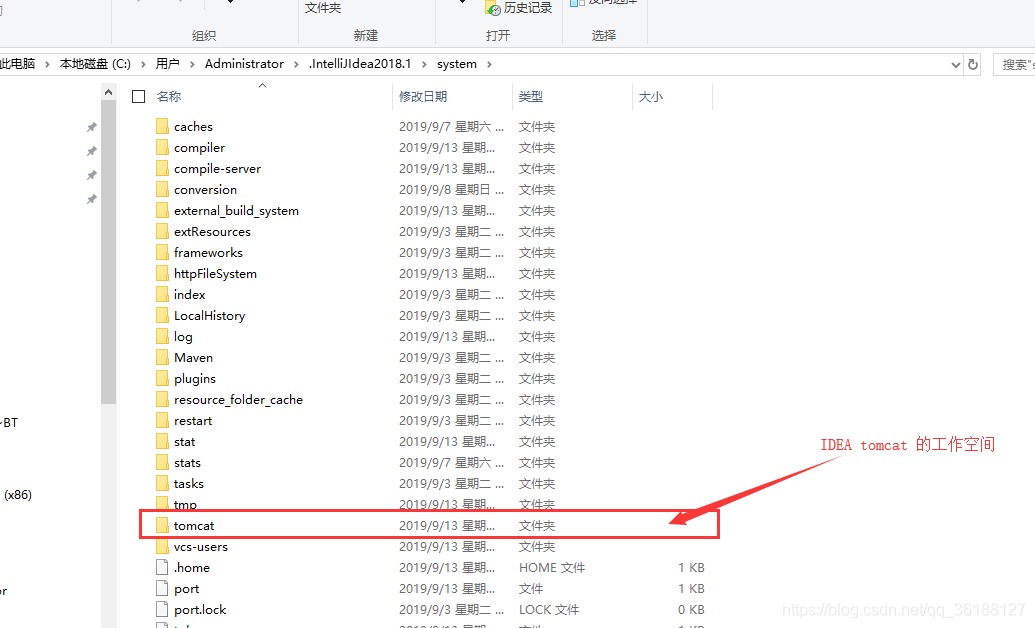 文件夹
历史记录
组织
新建
打开
选择
此电脑 › 本地磁盘 (C:) › 用户 › Administrator › .IntelliJIdea2018.1 › system ›
搜索"s
名称 修改日期 类型 大小
caches 2019/9/7 星期六 ... 文件夹
compiler 2019/9/13 星期... 文件夹
compile-server 2019/9/13 星期... 文件夹
conversion 2019/9/8 星期日 ... 文件夹
external_build_system 2019/9/13 星期... 文件夹
extResources 2019/9/3 星期二 ... 文件夹
frameworks 2019/9/3 星期二 ... 文件夹
httpFileSystem 2019/9/13 星期... 文件夹
index 2019/9/3 星期二 ... 文件夹
LocalHistory 2019/9/3 星期二 ... 文件夹
log 2019/9/13 星期... 文件夹
Maven 2019/9/3 星期二 ... 文件夹
plugins 2019/9/3 星期二 ... 文件夹
resource_folder_cache 2019/9/3 星期二 ... 文件夹
restart 2019/9/3 星期二 ... 文件夹
-BT
stat 2019/9/13 星期... 文件夹
IDEA tomcat 的工作空间
stats 2019/9/7 星期六 ... 文件夹
tasks 2019/9/3 星期二 ... 文件夹
(x86)
tmp 2019/9/13 星期... 文件夹
tomcat 2019/9/13 星期... 文件夹
vcs-users 2019/9/13 星期... 文件夹
.home 2019/9/13 星期... HOME 文件 1 KB
port 2019/9/13 星期... 文件 1 KB
or
port.lock 2019/9/3 星期二 ... LOCK 文件 0 KB
https://blog.csdn.net/qq_36188127